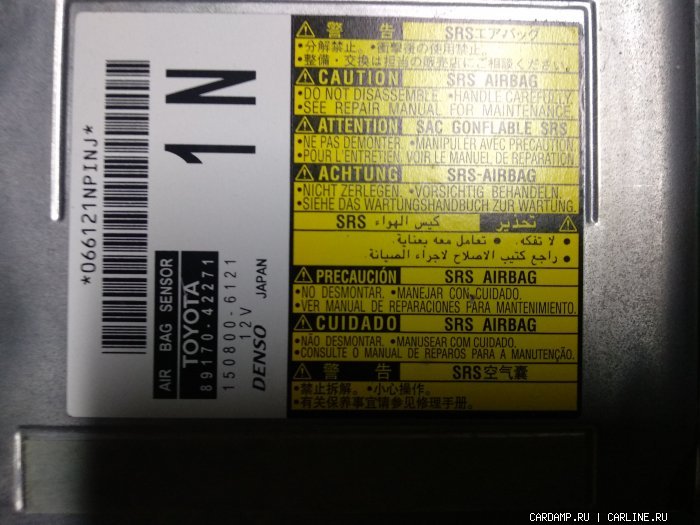 *066121NPINJ*
1N
AIR BAG SENSOR
TOYOTA
89170-42271
150800-6121
12V
DENSO JAPAN
警 告 SRSエアバッグ
•分解禁止。 •衝撃後の使用禁止。
•整備・交換は担当の販売店にご相談ください。
CAUTION SRS AIRBAG
•DO NOT DISASSEMBLE. •HANDLE CAREFULLY.
•SEE REPAIR MANUAL FOR MAINTENANCE.
ATTENTION SAC GONFLABLE SRS
•NE PAS DEMONTER. •MANIPULER AVEC PRECAUTION.
•POUR L'ENTRETIEN, VOIR LE MANUEL DE REPARATION.
ACHTUNG SRS-AIRBAG
•NICHT ZERLEGEN. •VORSICHTIG BEHANDELN.
•SIEHE DAS WARTUNGSHANDBUCH ZUR WARTUNG.
تحذير كيس الهواء SRS
• لا تفكه. • تعامل معه بعناية.
• راجع كتيب الاصلاح لاجراء الصيانة.
PRECAUCIÓN SRS AIRBAG
•NO DESMONTAR. •MANEJAR CON CUIDADO.
•VER MANUAL DE REPARACIONES PARA MANTENIMIENTO.
CUIDADO SRS AIRBAG
•NÃO DESMONTAR. •MANUSEAR COM CUIDADO.
•CONSULTE O MANUAL DE REPAROS PARA A MANUTENÇÃO.
警 告 SRS空气囊
•禁止拆解。 •小心操作。
•有关保养事宜请参见修理手册。
CARDAMP.RU | CARLINE.RU